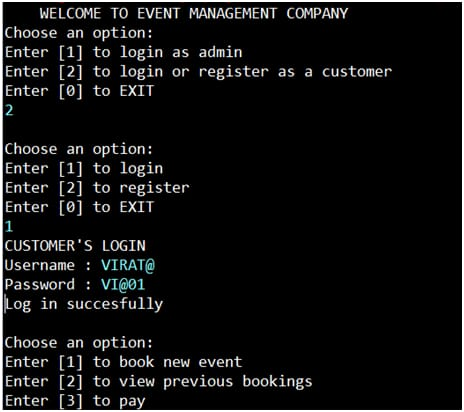 WELCOME TO EVENT MANAGEMENT COMPANY
Choose an option:
Enter [1] to login as admin
Enter [2] to login or register as a customer
Enter [0] to EXIT
2
Choose an option:
Enter [1] to login
Enter [2] to register
Enter [0] to EXIT
1
CUSTOMER'S LOGIN
Username : VIRAT@
Password : VI@01
Log in succesfully
Choose an option:
Enter [1] to book new event
Enter [2] to view previous bookings
Enter [3] to pay